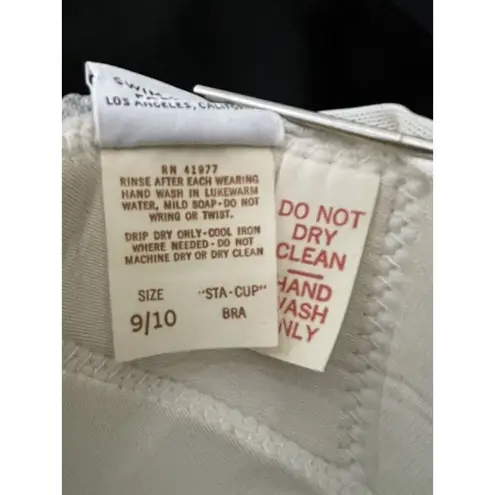 LOS ANGELES,
RN 41977
RINSE AFTER EACH WEARING
HAND WASH IN LUKEWARM
WATER, MILD SOAP-DO NOT
WRING OR TWIST.
DRIP DRY ONLY-COOL IRON
WHERE NEEDED-DO NOT
MACHINE DRY OR DRY CLEAN
SIZE "STA-CUP"
9/10 BRA
DO NOT
DRY
CLEAN
HAND
WASH
ONLY